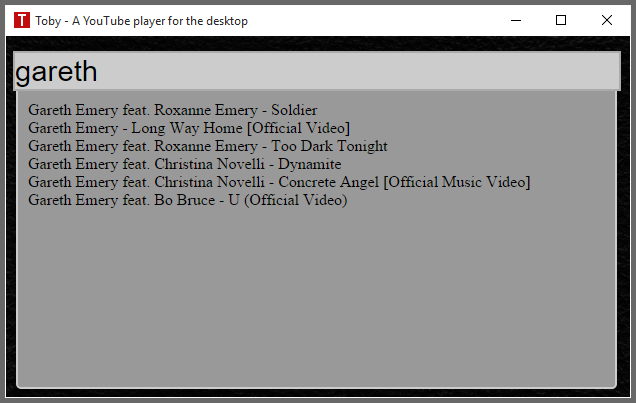 T Toby - A YouTube player for the desktop
gareth
Gareth Emery feat. Roxanne Emery - Soldier
Gareth Emery - Long Way Home [Official Video]
Gareth Emery feat. Roxanne Emery - Too Dark Tonight
Gareth Emery feat. Christina Novelli - Dynamite
Gareth Emery feat. Christina Novelli - Concrete Angel [Official Music Video]
Gareth Emery feat. Bo Bruce - U (Official Video)